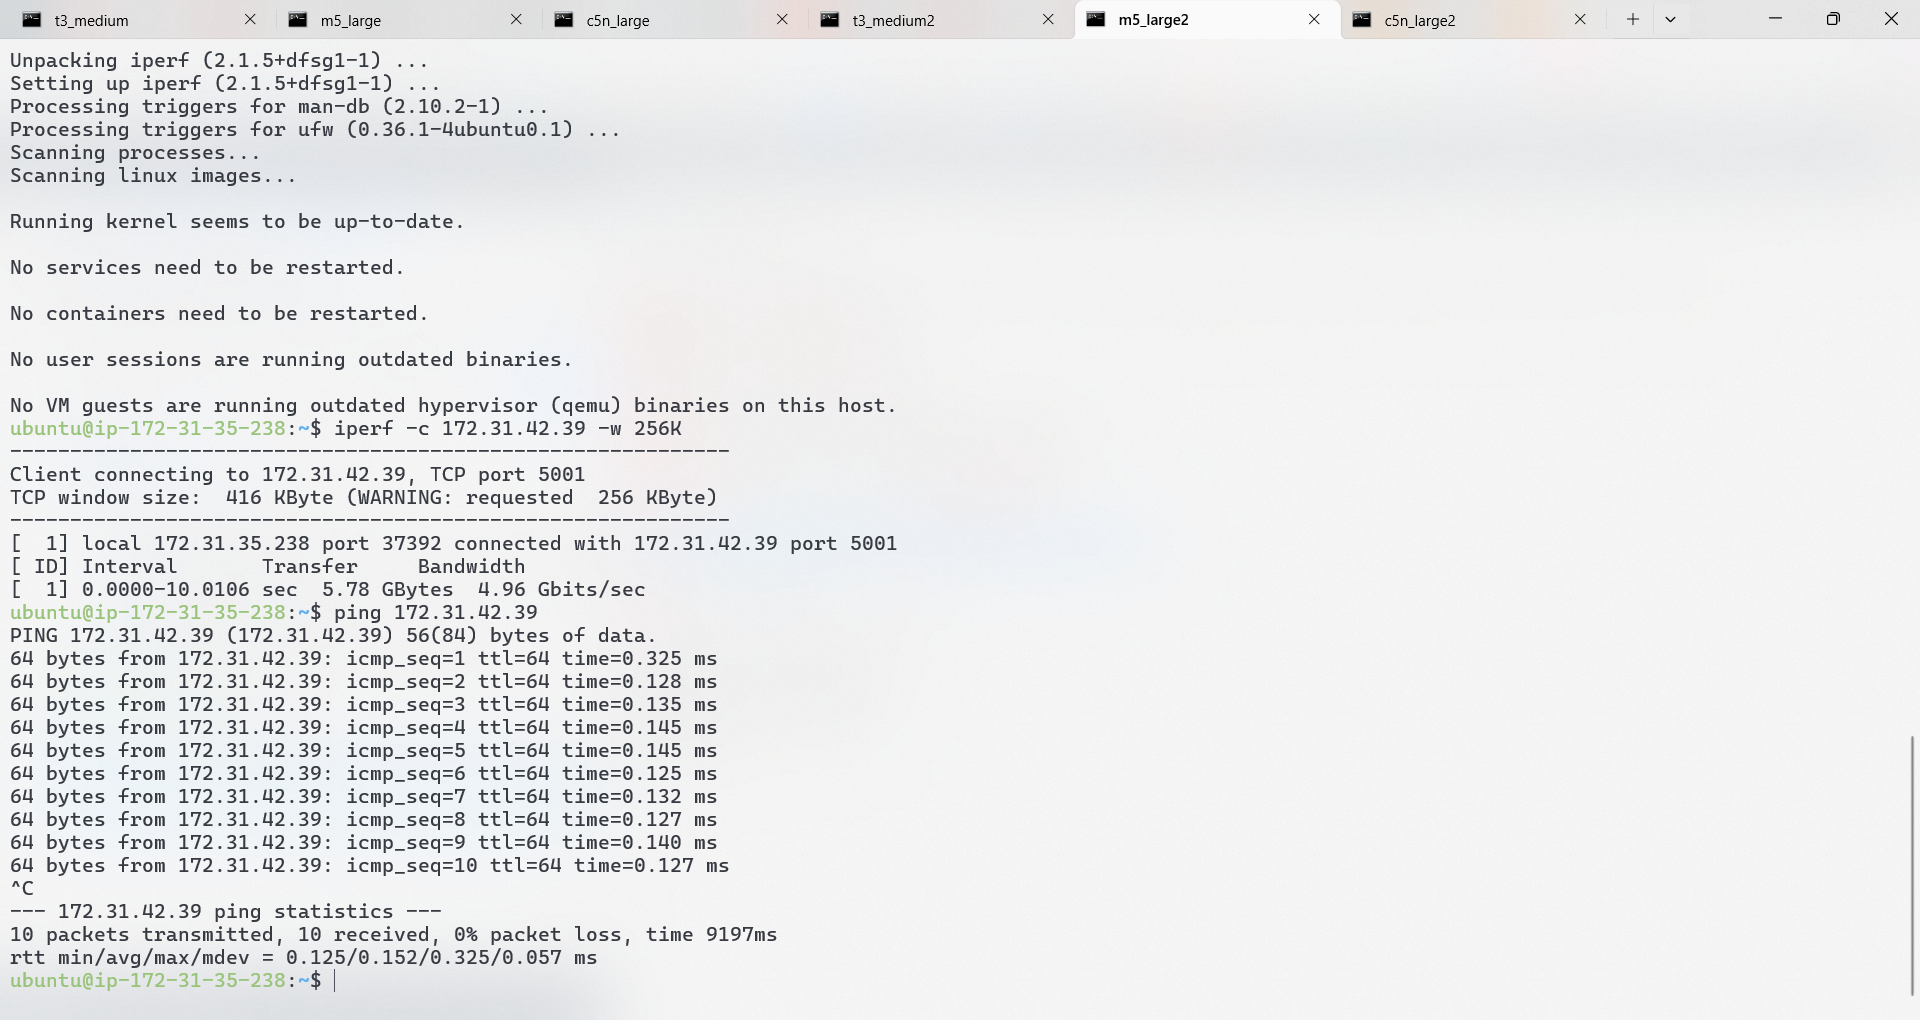 t3_medium m5_large c5n_large t3_medium2 m5_large2 c5n_large2
Unpacking iperf (2.1.5+dfsg1-1) ...
Setting up iperf (2.1.5+dfsg1-1) ...
Processing triggers for man-db (2.10.2-1) ...
Processing triggers for ufw (0.36.1-4ubuntu0.1) ...
Scanning processes...
Scanning linux images...
Running kernel seems to be up-to-date.
No services need to be restarted.
No containers need to be restarted.
No user sessions are running outdated binaries.
No VM guests are running outdated hypervisor (qemu) binaries on this host.
ubuntu@ip-172-31-35-238:~$ iperf -c 172.31.42.39 -w 256K
------------------------------------------------------------
Client connecting to 172.31.42.39, TCP port 5001
TCP window size:  416 KByte (WARNING: requested  256 KByte)
------------------------------------------------------------
[  1] local 172.31.35.238 port 37392 connected with 172.31.42.39 port 5001
[ ID] Interval       Transfer     Bandwidth
[  1] 0.0000-10.0106 sec  5.78 GBytes  4.96 Gbits/sec
ubuntu@ip-172-31-35-238:~$ ping 172.31.42.39
PING 172.31.42.39 (172.31.42.39) 56(84) bytes of data.
64 bytes from 172.31.42.39: icmp_seq=1 ttl=64 time=0.325 ms
64 bytes from 172.31.42.39: icmp_seq=2 ttl=64 time=0.128 ms
64 bytes from 172.31.42.39: icmp_seq=3 ttl=64 time=0.135 ms
64 bytes from 172.31.42.39: icmp_seq=4 ttl=64 time=0.145 ms
64 bytes from 172.31.42.39: icmp_seq=5 ttl=64 time=0.145 ms
64 bytes from 172.31.42.39: icmp_seq=6 ttl=64 time=0.125 ms
64 bytes from 172.31.42.39: icmp_seq=7 ttl=64 time=0.132 ms
64 bytes from 172.31.42.39: icmp_seq=8 ttl=64 time=0.127 ms
64 bytes from 172.31.42.39: icmp_seq=9 ttl=64 time=0.140 ms
64 bytes from 172.31.42.39: icmp_seq=10 ttl=64 time=0.127 ms
^C
--- 172.31.42.39 ping statistics ---
10 packets transmitted, 10 received, 0% packet loss, time 9197ms
rtt min/avg/max/mdev = 0.125/0.152/0.325/0.057 ms
ubuntu@ip-172-31-35-238:~$